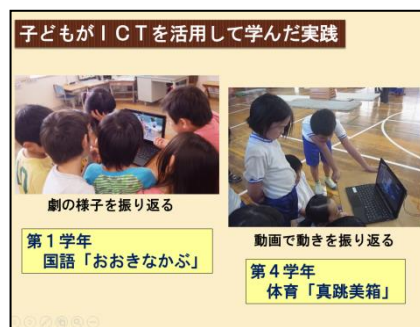 子どもがＩＣＴを活用して学んだ実践
劇の様子を振り返る
第１学年
国語「おおきなかぶ」
動画で動きを振り返る
第４学年
体育「真跳美箱」